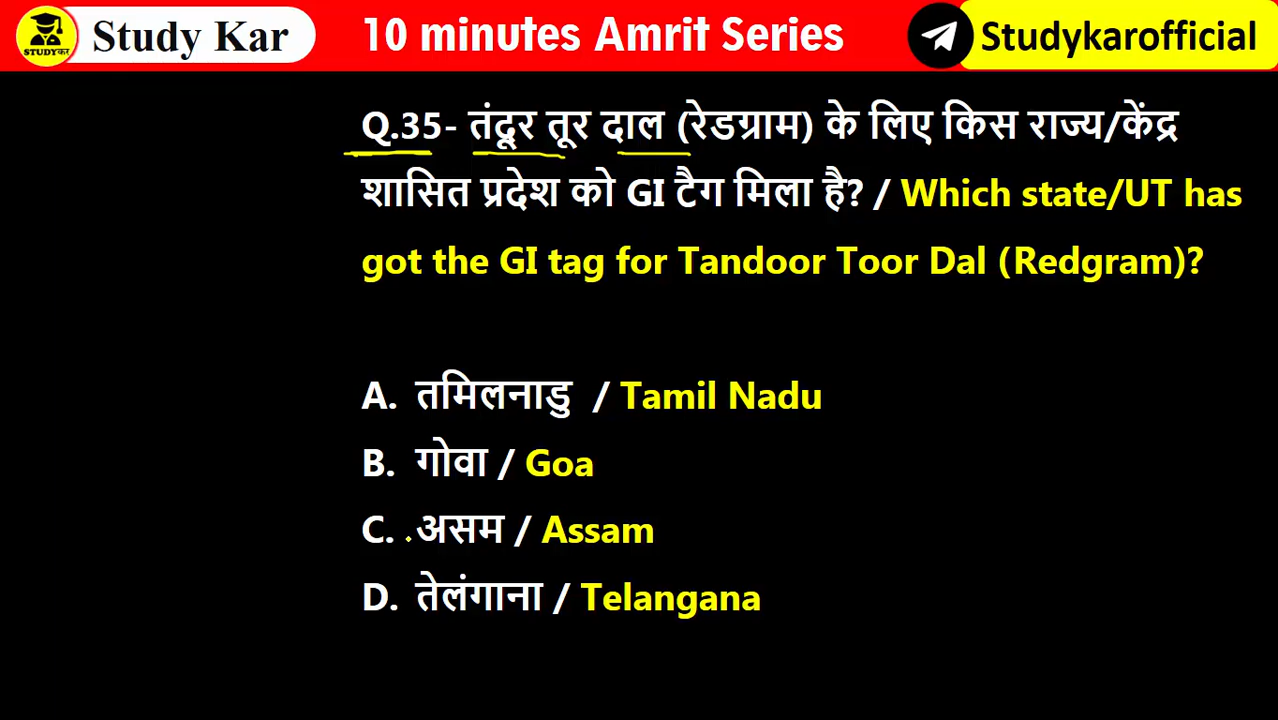 STUDYकर
Study Kar
10 minutes Amrit Series
Studykarofficial
Q.35- तंदूर तूर दाल (रेडग्राम) के लिए किस राज्य/केंद्र
शासित प्रदेश को GI टैग मिला है? / Which state/UT has
got the GI tag for Tandoor Toor Dal (Redgram)?
A. तमिलनाडु / Tamil Nadu
B. गोवा / Goa
C. असम / Assam
D. तेलंगाना / Telangana